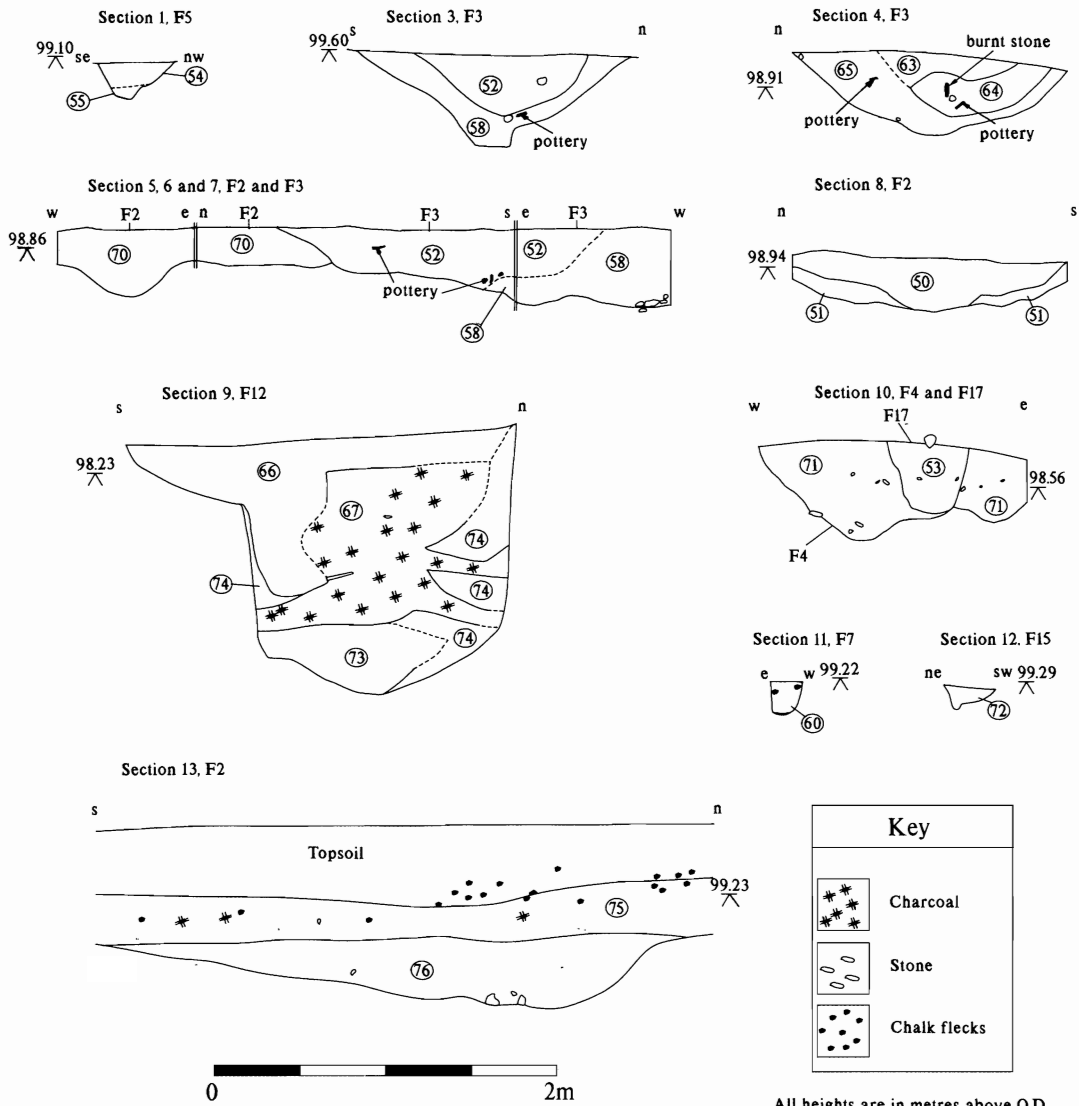 Section 1, F5
99.10
se
nw
54
55
Section 3, F3
99.60
s
n
52
58
pottery
Section 4, F3
n
98.91
burnt stone
65
63
64
pottery
pottery
Section 5, 6 and 7, F2 and F3
w
F2
e
n
F2
F3
s
e
F3
w
98.86
70
70
52
52
58
pottery
58
Section 8, F2
n
s
98.94
50
51
51
Section 9, F12
s
n
98.23
66
67
74
74
74
74
73
Section 10, F4 and F17
w
F17
e
71
53
98.56
71
F4
Section 11, F7
e
w
99.22
60
Section 12, F15
ne
sw
99.29
72
Section 13, F2
s
n
Topsoil
99.23
75
76
0
2m
Key
Charcoal
Stone
Chalk flecks
All heights are in metres above O.D.